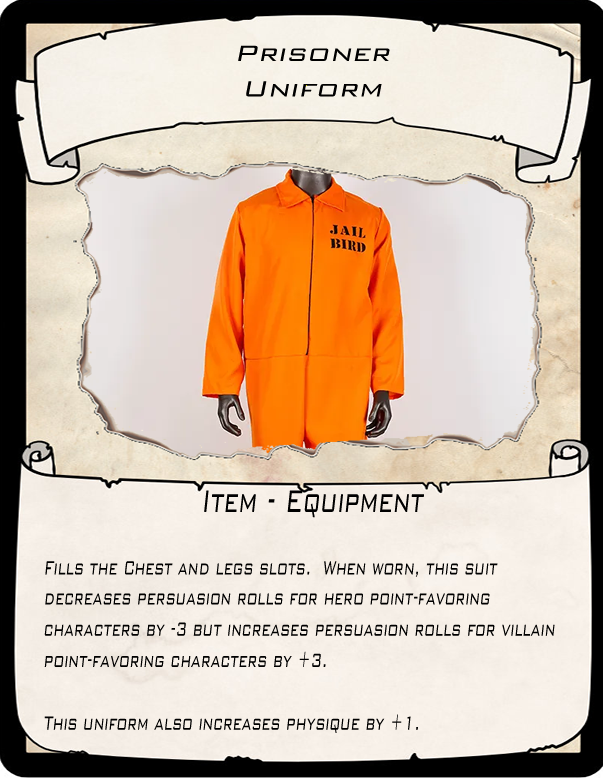 Prisoner
Uniform
JAIL
BIRD
Item - Equipment
Fills the Chest and legs slots. When worn, this suit
decreases persuasion rolls for hero point-favoring
characters by -3 but increases persuasion rolls for villain
point-favoring characters by +3.
This uniform also increases physique by +1.